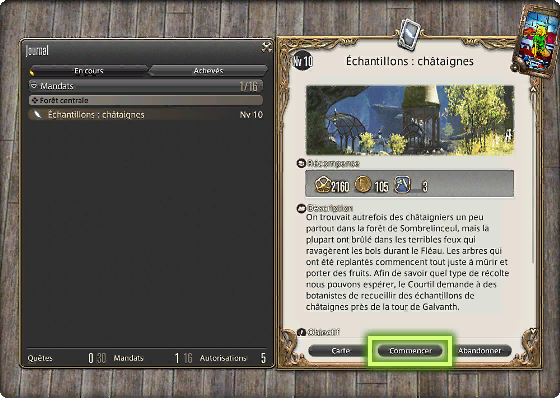 Journal
En cours
Achevés
Mandats
1/16
Forêt centrale
Échantillons : châtaignes
Nv 10
Quêtes
0 30
Mandats
1 16
Autorisations
5
Nv 10
Échantillons : châtaignes
Récompense
2160
105
3
Description
On trouvait autrefois des châtaigniers un peu
partout dans la forêt de Sombrelinceul, mais la
plupart ont brûlé dans les terribles feux qui
ravagèrent les bois durant le Fléau. Les arbres qui
ont été replantés commencent tout juste à mûrir et
porter des fruits. Afin de savoir quel type de récolte
nous pouvons espérer, le Courtil demande à des
botanistes de recueillir des échantillons de
châtaignes près de la tour de Galvanth.
Objectif
Carte
Commencer
Abandonner